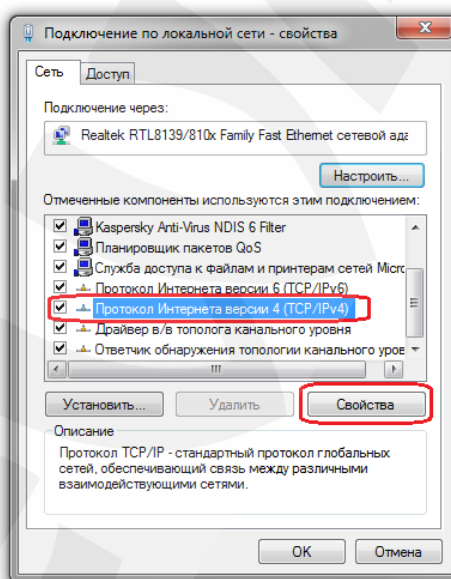 Подключение по локальной сети - свойства
Сеть Доступ
Подключение через:
Realtek RTL8139/810x Family Fast Ethernet сетевой ада
Настроить...
Отмеченные компоненты используются этим подключением:
Kaspersky Anti-Virus NDIS 6 Filter
Планировщик пакетов QoS
Служба доступа к файлам и принтерам сетей Micro
Протокол Интернета версии 6 (TCP/IPv6)
Протокол Интернета версии 4 (TCP/IPv4)
Драйвер в/в тополога канального уровня
Ответчик обнаружения топологии канального уров
Установить... Удалить Свойства
Описание
Протокол TCP/IP - стандартный протокол глобальных
сетей, обеспечивающий связь между различными
взаимодействующими сетями.
OK Отмена